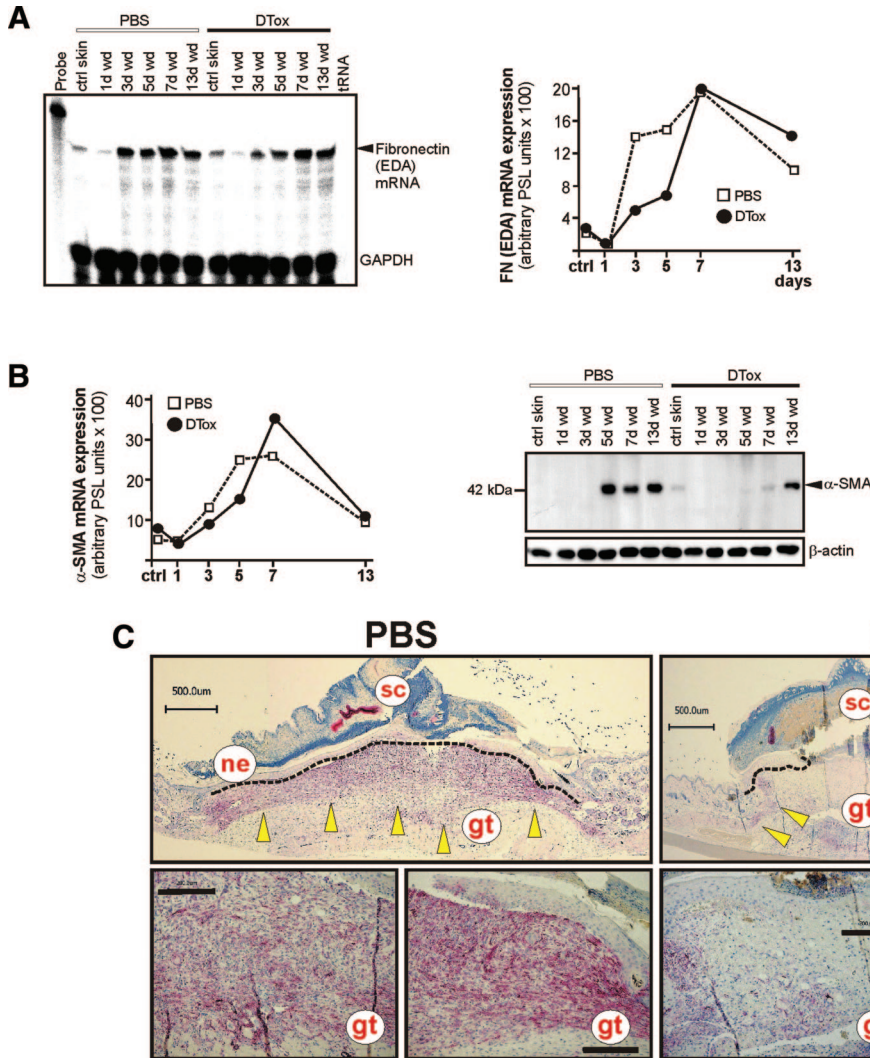 A
PBS
DTox
Probe
ctrl skin
1d wd
3d wd
5d wd
7d wd
13d wd
ctrl skin
1d wd
3d wd
5d wd
7d wd
13d wd
tRNA
Fibronectin
(EDA)
mRNA
GAPDH
FN (EDA) mRNA expression
(arbitrary PSL units x 100)
20
16
12
8
4
PBS
DTox
ctrl 1 3 5 7 13
days
B
α-SMA mRNA expression
(arbitrary PSL units x 100)
40
30
20
10
PBS
DTox
ctrl 1 3 5 7 13
PBS
DTox
ctrl skin
1d wd
3d wd
5d wd
7d wd
13d wd
ctrl skin
1d wd
3d wd
5d wd
7d wd
13d wd
42 kDa
α-SMA
β-actin
C
PBS
500.0um
sc
ne
gt
500.0um
sc
gt
gt
gt